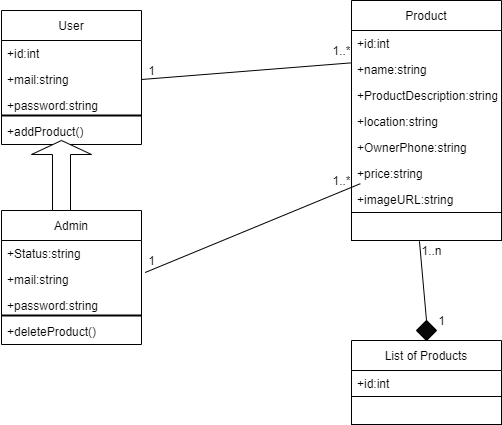 User
+id:int
+mail:string
+password:string
+addProduct()
1
1..*
Product
+id:int
+name:string
+ProductDescription:string
+location:string
+OwnerPhone:string
+price:string
+imageURL:string
Admin
+Status:string
+mail:string
+password:string
+deleteProduct()
1
1..*
1..n
1
List of Products
+id:int